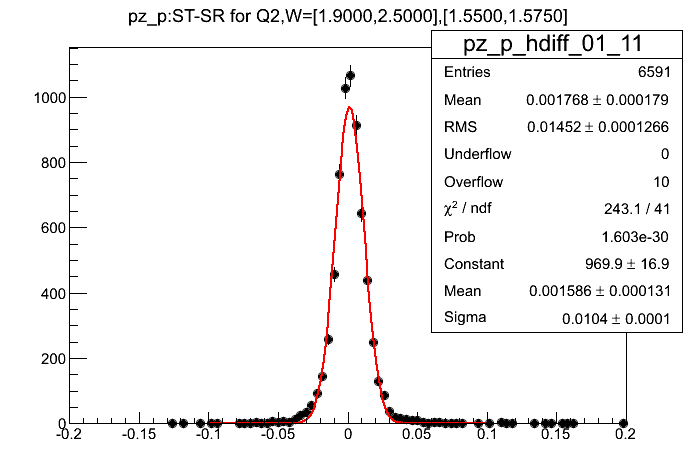 pz_p:ST-SR for Q2,W=[1.9000,2.5000],[1.5500,1.5750]
pz_p_hdiff_01_11
Entries 6591
Mean 0.001768 ± 0.000179
RMS 0.01452 ± 0.0001266
Underflow 0
Overflow 10
χ² / ndf 243.1 / 41
Prob 1.603e-30
Constant 969.9 ± 16.9
Mean 0.001586 ± 0.000131
Sigma 0.0104 ± 0.0001
1000
800
600
400
200
0
-0.2 -0.15 -0.1 -0.05 0 0.05 0.1 0.15 0.2